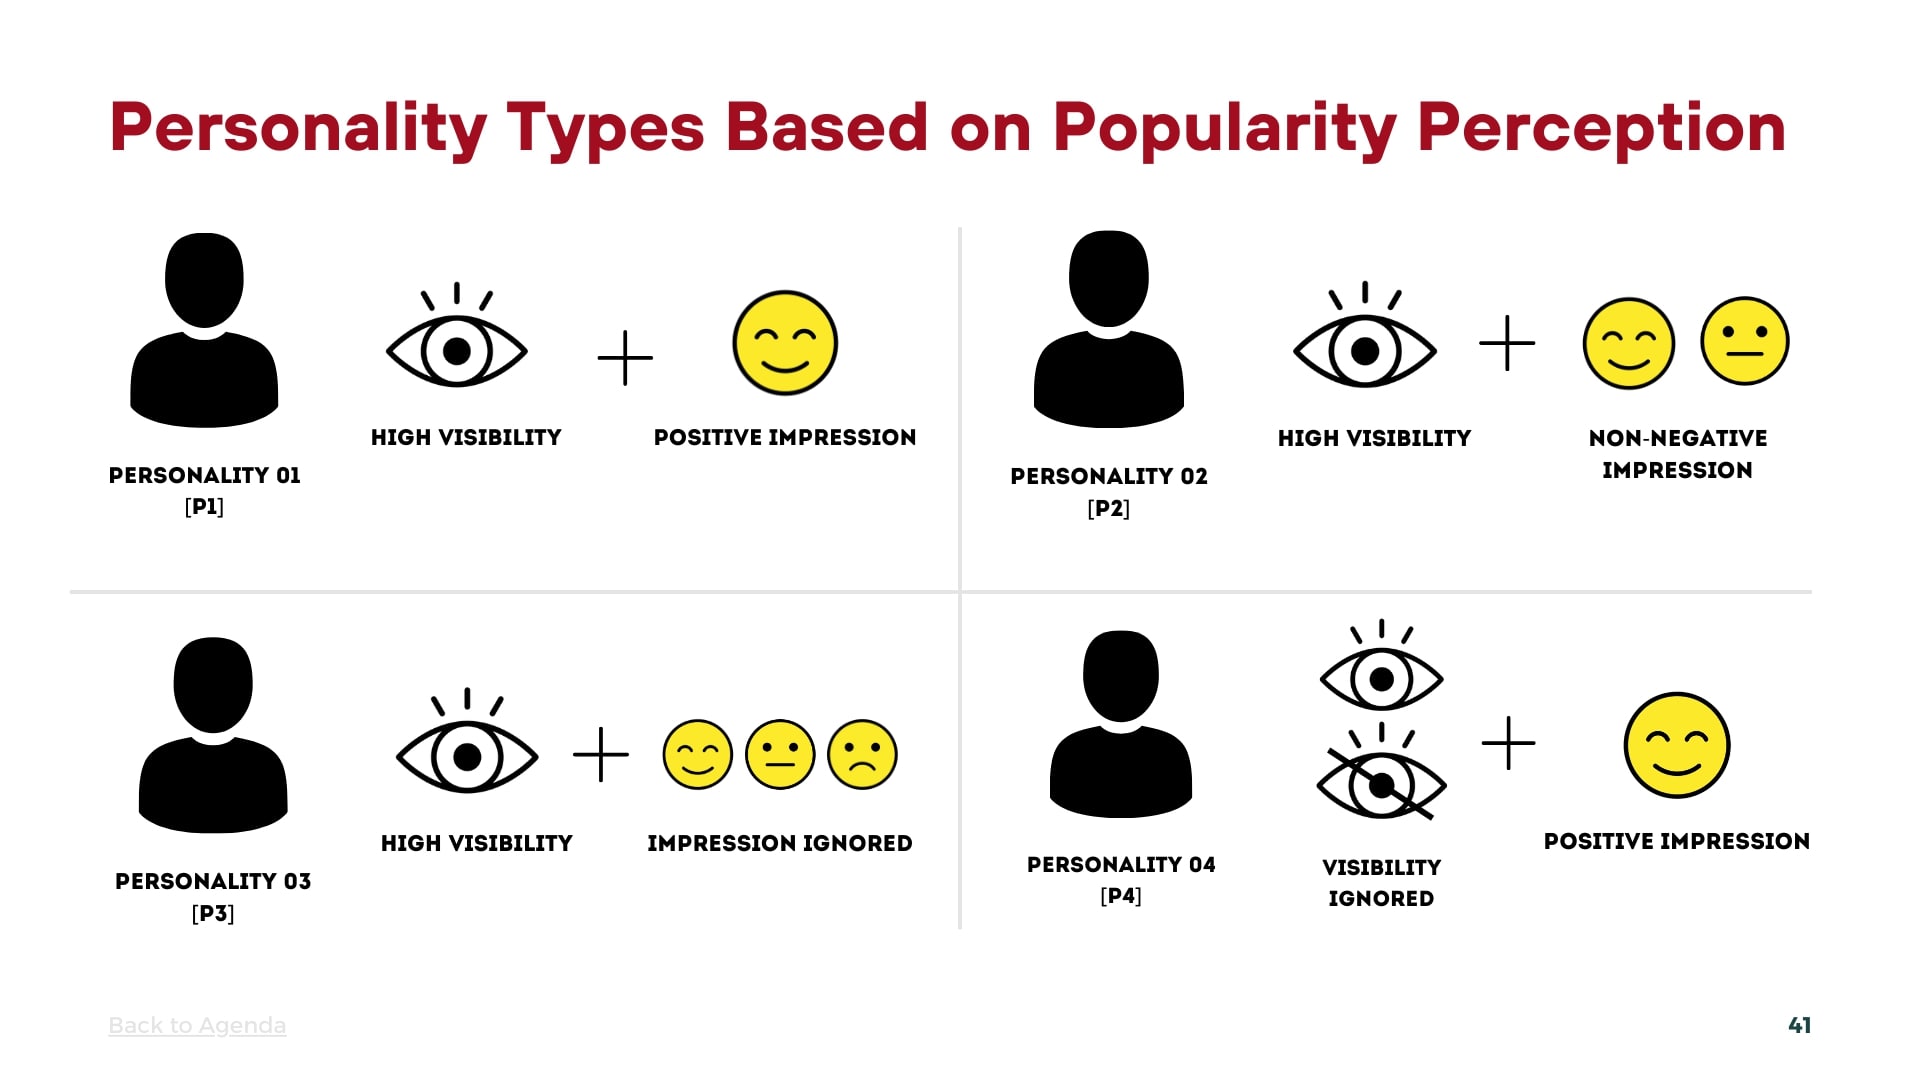 Personality Types Based on Popularity Perception
HIGH VISIBILITY
POSITIVE IMPRESSION
PERSONALITY 01
[P1]
HIGH VISIBILITY
NON-NEGATIVE
IMPRESSION
PERSONALITY 02
[P2]
HIGH VISIBILITY
IMPRESSION IGNORED
PERSONALITY 03
[P3]
VISIBILITY
IGNORED
POSITIVE IMPRESSION
PERSONALITY 04
[P4]
Back to Agenda
41